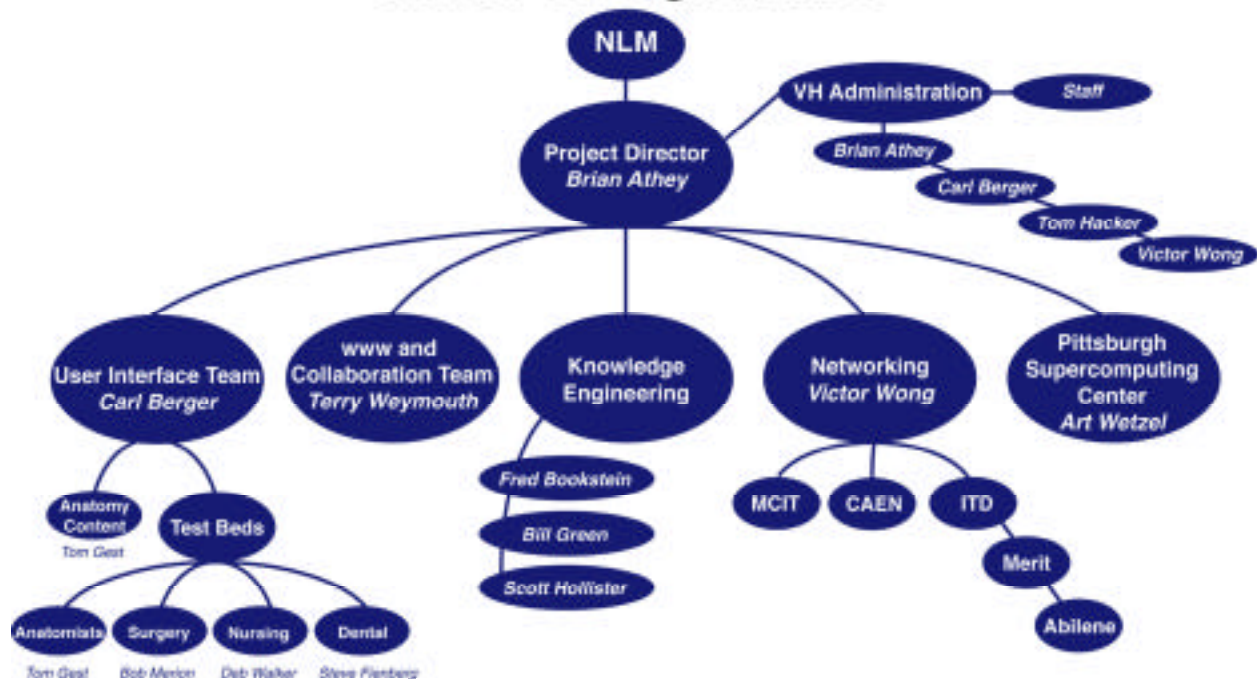 NLM
VH Administration
Staff
Project Director
Brian Athey
Brian Athey
Carl Berger
Tom Hacker
Victor Wong
User Interface Team
Carl Berger
www and
Collaboration Team
Terry Weymouth
Knowledge
Engineering
Networking
Victor Wong
Pittsburgh
Supercomputing
Center
Art Wetzel
Anatomy
Content
Tom Gest
Test Beds
Fred Bookstein
Bill Green
Scott Hollister
MCIT
CAEN
ITD
Merit
Abilene
Anatomists
Surgery
Nursing
Dental
Tom Gest
Bob Merion
Deb Walker
Steve Fienberg